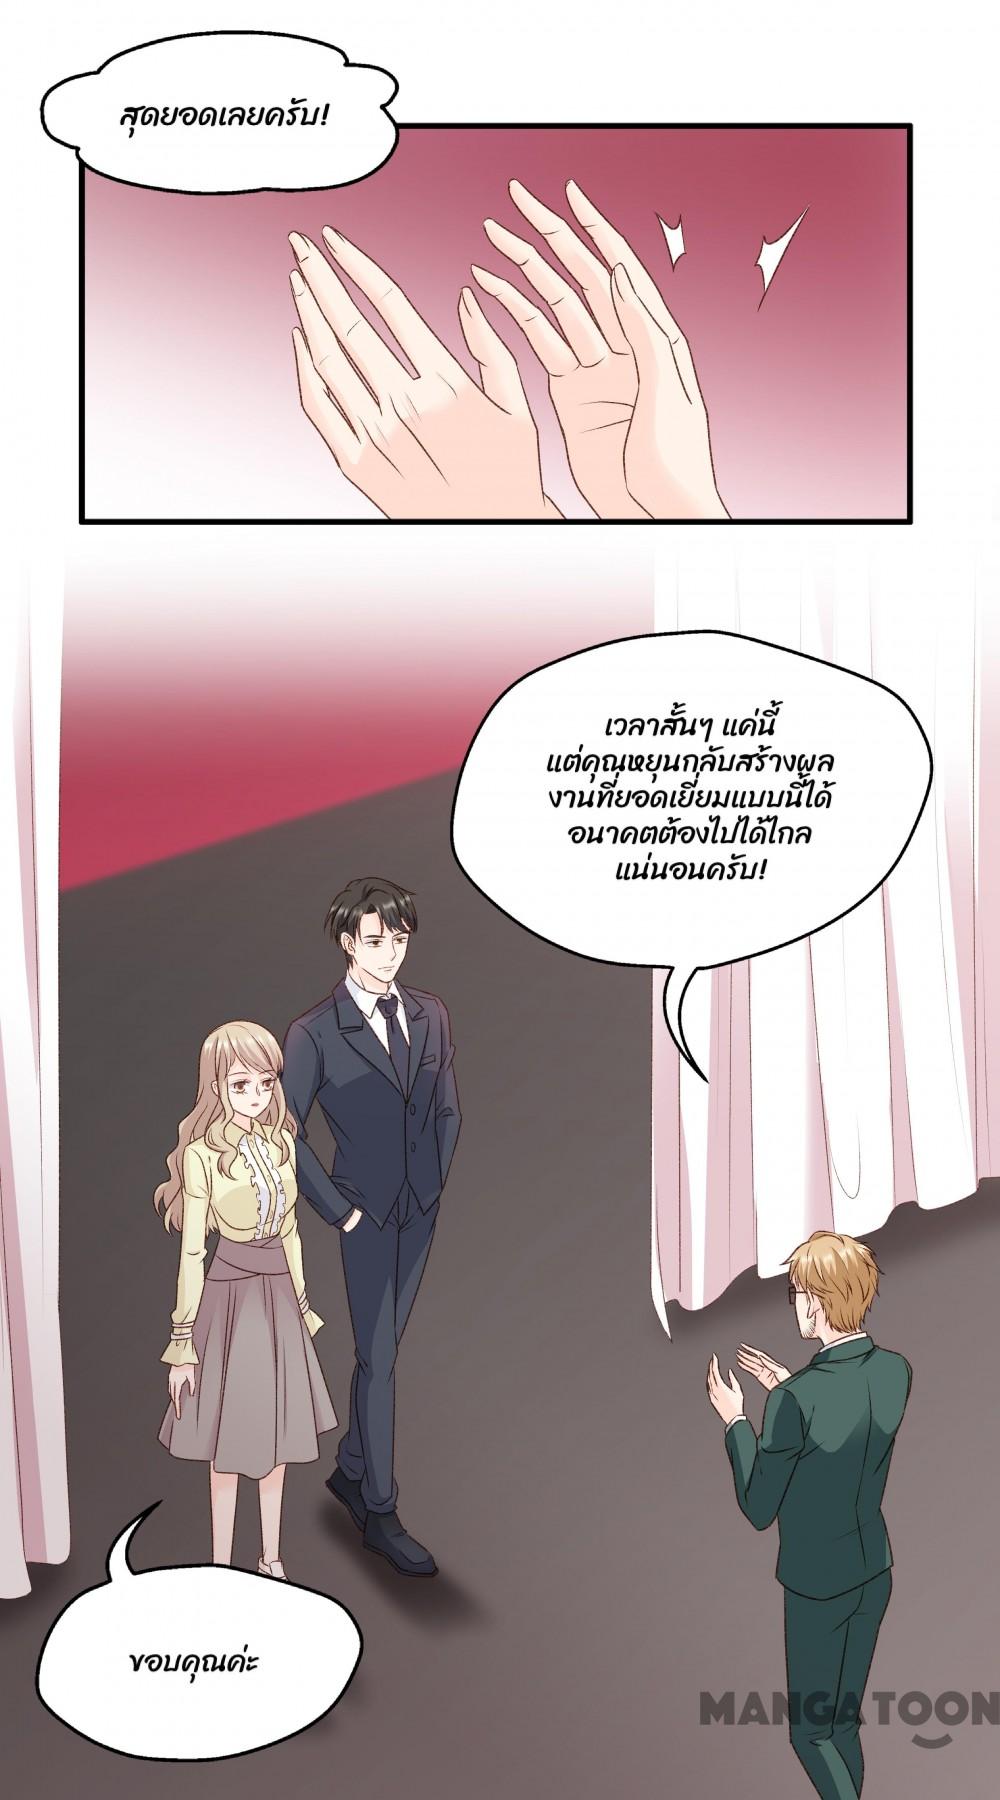 สุดยอดเลยครับ!
เวลาสั้นๆ แค่นี้
แต่คุณหยุนกลับสร้างผล
งานที่ยอดเยี่ยมแบบนี้ได้
อนาคตต้องไปได้ไกล
แน่นอนครับ!
ขอบคุณค่ะ
MANGATOON